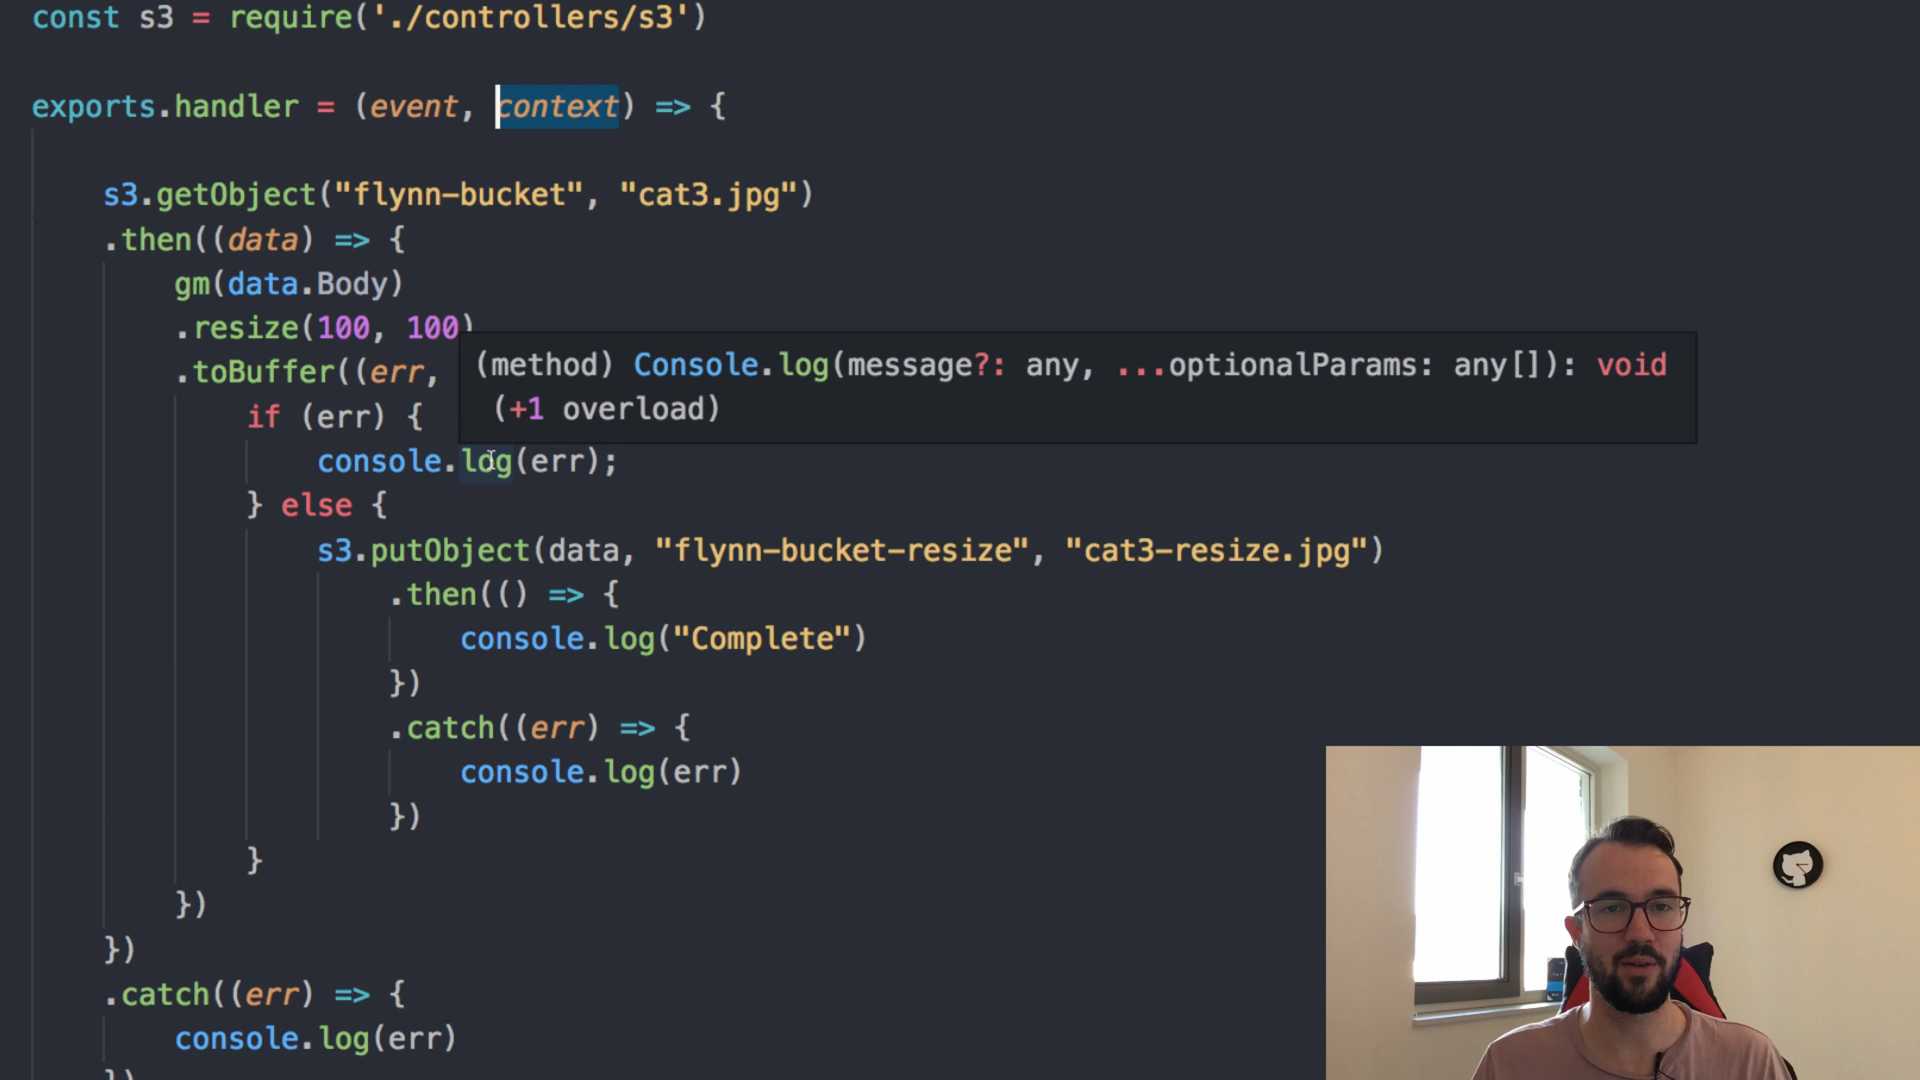 const s3 = require('./controllers/s3')
exports.handler = (event, context) => {
s3.getObject("flynn-bucket", "cat3.jpg")
.then((data) => {
gm(data.Body)
.resize(100, 100)
(method) Console.log(message?: any, ...optionalParams: any[]): void
.toBuffer((err,
(+1 overload)
if (err) {
console.log(err);
} else {
s3.putObject(data, "flynn-bucket-resize", "cat3-resize.jpg")
.then(() => {
console.log("Complete")
})
.catch((err) => {
console.log(err)
})
}
})
})
.catch((err) => {
console.log(err)
})